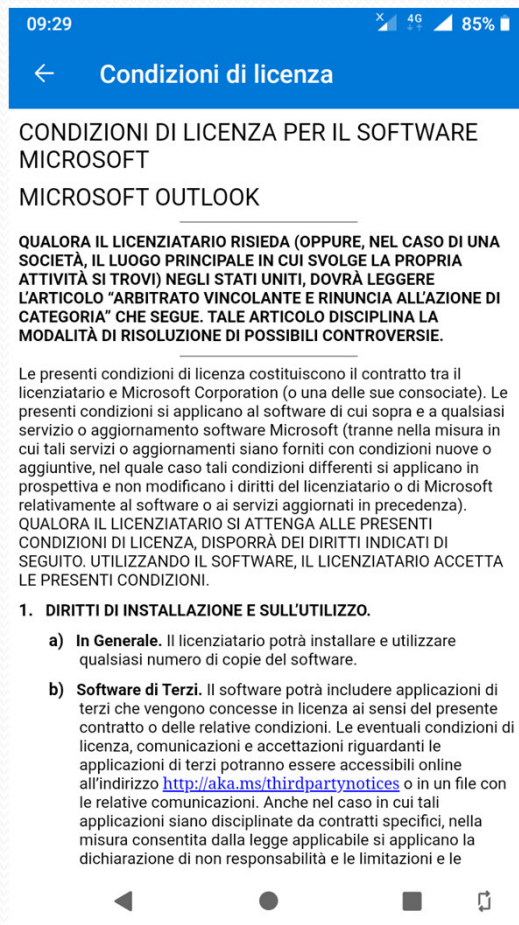 09:29
4G
85%
Condizioni di licenza
CONDIZIONI DI LICENZA PER IL SOFTWARE
MICROSOFT
MICROSOFT OUTLOOK
QUALORA IL LICENZIATARIO RISIEDA (OPPURE, NEL CASO DI UNA
SOCIETÀ, IL LUOGO PRINCIPALE IN CUI SVOLGE LA PROPRIA
ATTIVITÀ SI TROVI) NEGLI STATI UNITI, DOVRÀ LEGGERE
L'ARTICOLO “ARBITRATO VINCOLANTE E RINUNCIA ALL'AZIONE DI
CATEGORIA” CHE SEGUE. TALE ARTICOLO DISCIPLINA LA
MODALITÀ DI RISOLUZIONE DI POSSIBILI CONTROVERSIE.
Le presenti condizioni di licenza costituiscono il contratto tra il
licenziatario e Microsoft Corporation (o una delle sue consociate). Le
presenti condizioni si applicano al software di cui sopra e a qualsiasi
servizio o aggiornamento software Microsoft (tranne nella misura in
cui tali servizi o aggiornamenti siano forniti con condizioni nuove o
aggiuntive, nel quale caso tali condizioni differenti si applicano in
prospettiva e non modificano i diritti del licenziatario o di Microsoft
relativamente al software o ai servizi aggiornati in precedenza).
QUALORA IL LICENZIATARIO SI ATTENGA ALLE PRESENTI
CONDIZIONI DI LICENZA, DISPORRÀ DEI DIRITTI INDICATI DI
SEGUITO. UTILIZZANDO IL SOFTWARE, IL LICENZIATARIO ACCETTA
LE PRESENTI CONDIZIONI.
1. DIRITTI DI INSTALLAZIONE E SULL'UTILIZZO.
a) In Generale. Il licenziatario potrà installare e utilizzare
qualsiasi numero di copie del software.
b) Software di Terzi. Il software potrà includere applicazioni di
terzi che vengono concesse in licenza ai sensi del presente
contratto o delle relative condizioni. Le eventuali condizioni di
licenza, comunicazioni e accettazioni riguardanti le
applicazioni di terzi potranno essere accessibili online
all'indirizzo http://aka.ms/thirdpartynotices o in un file con
le relative comunicazioni. Anche nel caso in cui tali
applicazioni siano disciplinate da contratti specifici, nella
misura consentita dalla legge applicabile si applicano la
dichiarazione di non responsabilità e le limitazioni e le